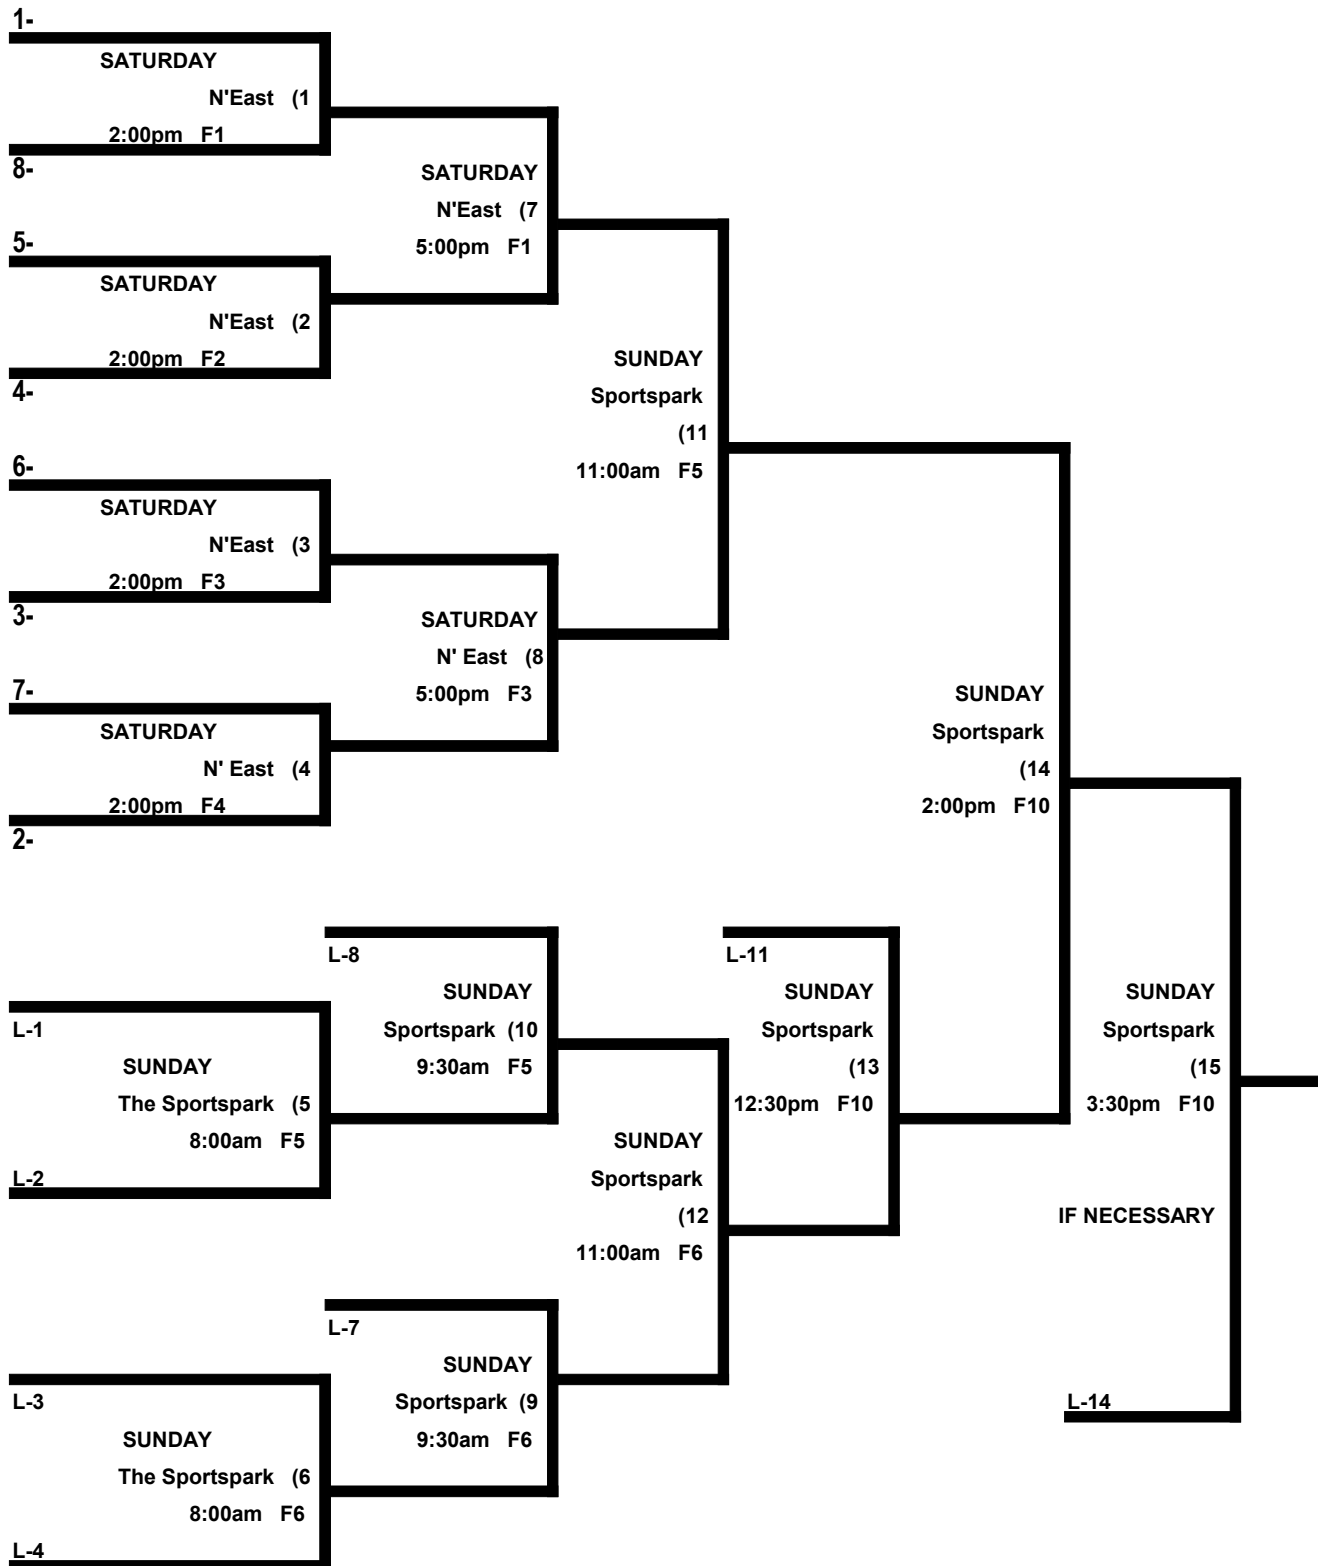 1-
SATURDAY
N'East (1
2:00pm F1
8-
SATURDAY
N'East (7
5:00pm F1
5-
SATURDAY
N'East (2
2:00pm F2
4-
SUNDAY
Sportspark
(11
11:00am F5
6-
SATURDAY
N'East (3
2:00pm F3
3-
SATURDAY
N' East (8
5:00pm F3
7-
SATURDAY
N' East (4
2:00pm F4
2-
SUNDAY
Sportspark
(14
2:00pm F10
L-8
SUNDAY
Sportspark (10
9:30am F5
L-1
SUNDAY
The Sportspark (5
8:00am F5
L-2
L-11
SUNDAY
Sportspark
(13
12:30pm F10
SUNDAY
Sportspark
(15
3:30pm F10
IF NECESSARY
SUNDAY
Sportspark
(12
11:00am F6
L-7
SUNDAY
Sportspark (9
9:30am F6
L-3
SUNDAY
The Sportspark (6
8:00am F6
L-4
L-14